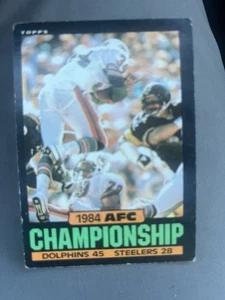 TOPPS
1984 AFC
CHAMPIONSHIP
DOLPHINS 45 STEELERS 28